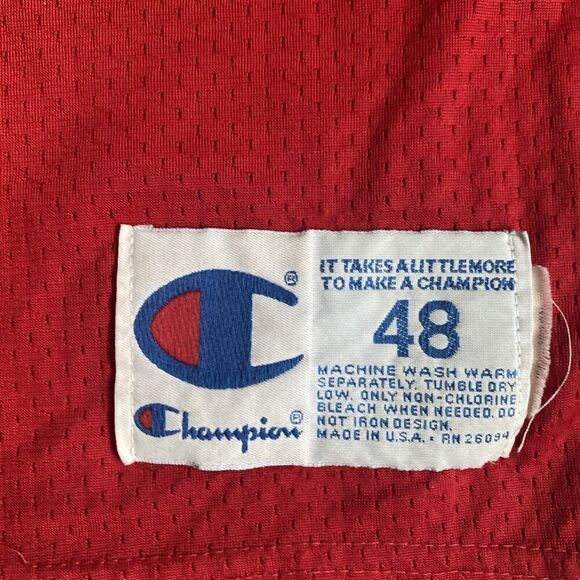 Champion
IT TAKES A LITTLE MORE
TO MAKE A CHAMPION
48
MACHINE WASH WARM
SEPARATELY. TUMBLE DRY
LOW. ONLY NON-CHLORINE
BLEACH WHEN NEEDED. DO
NOT IRON DESIGN.
MADE IN U.S.A. • RN 26094